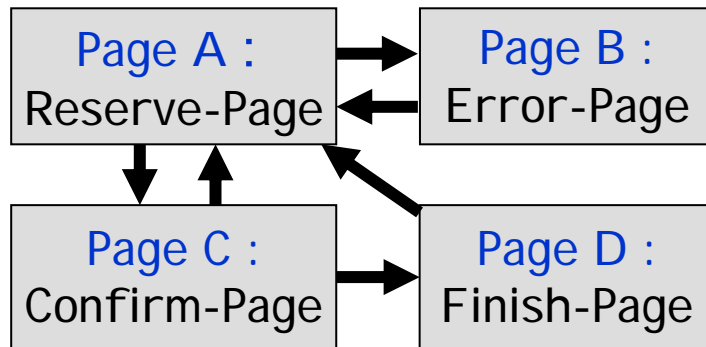 Page A :
Reserve-Page
Page B :
Error-Page
Page C :
Confirm-Page
Page D :
Finish-Page